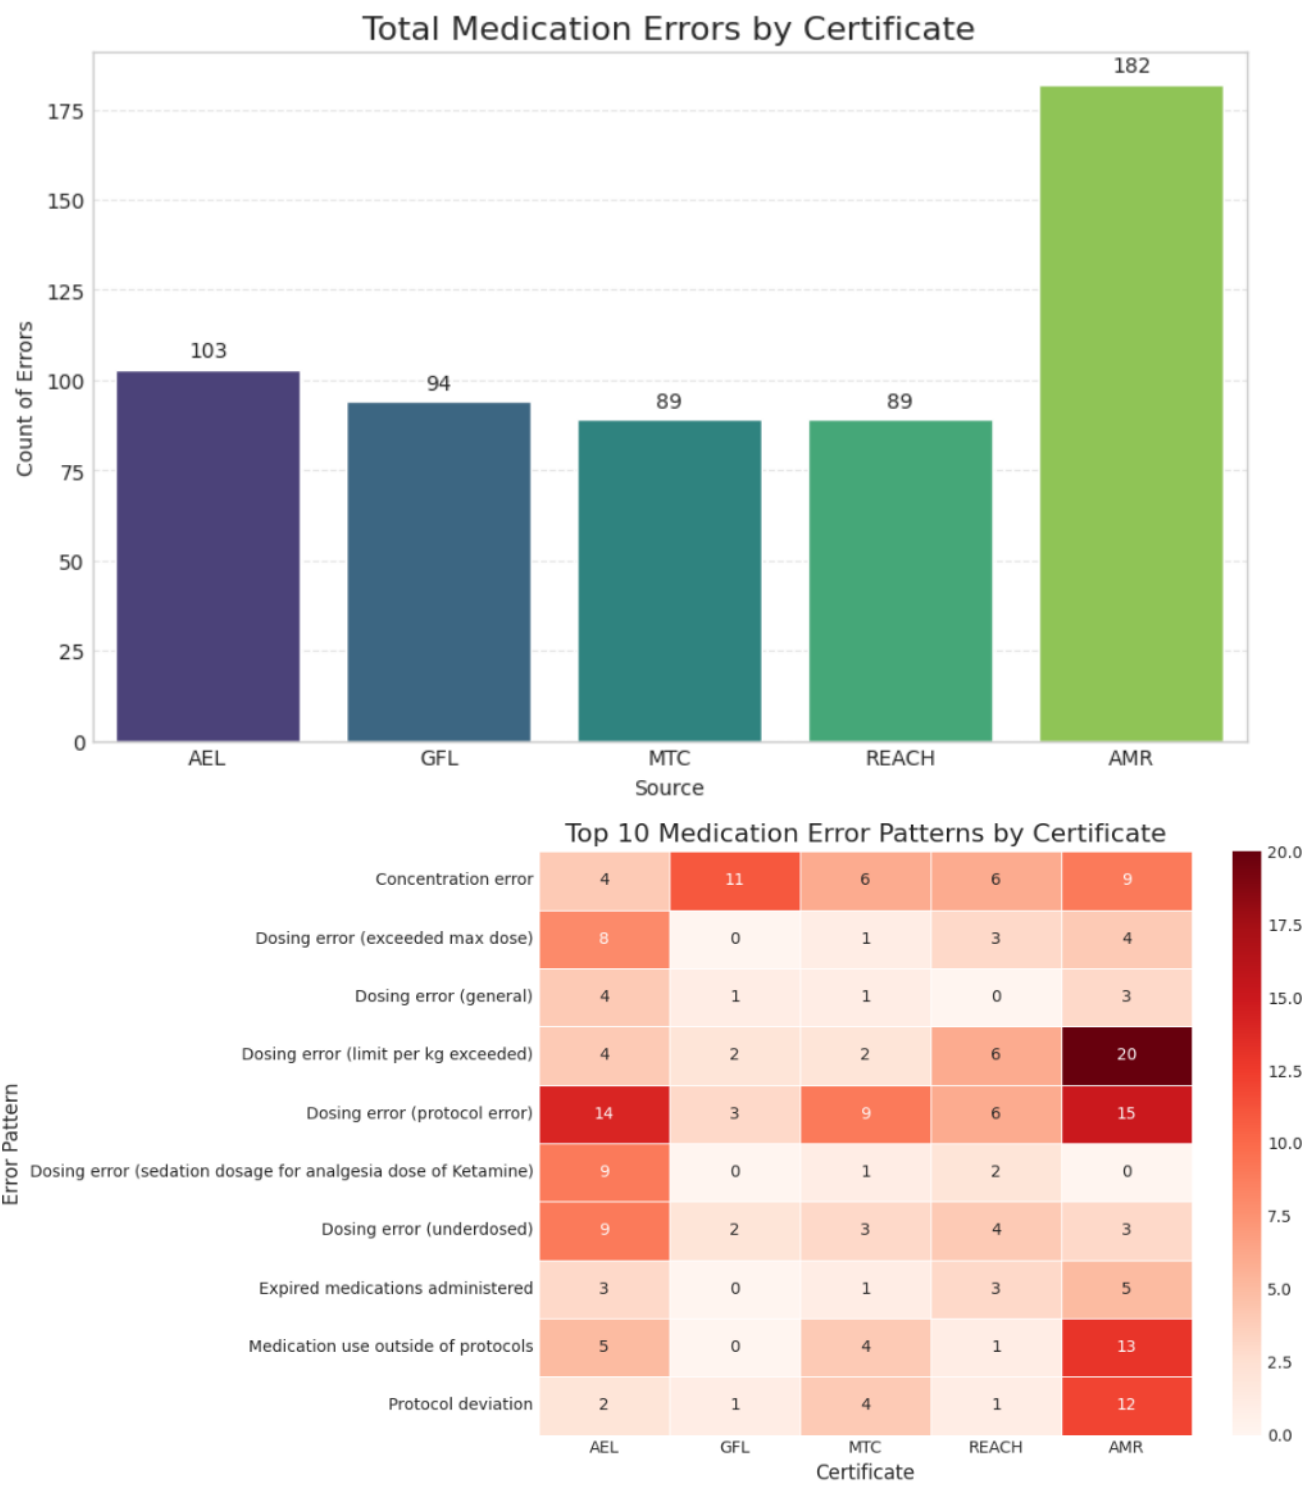 Total Medication Errors by Certificate
182
175
150
125
103
100
94
89
89
75
50
25
0
Count of Errors
AEL GFL MTC REACH AMR
Source
Top 10 Medication Error Patterns by Certificate
Error Pattern
Concentration error 4 11 6 6 9
Dosing error (exceeded max dose) 8 0 1 3 4
Dosing error (general) 4 1 1 0 3
Dosing error (limit per kg exceeded) 4 2 2 6 20
Dosing error (protocol error) 14 3 9 6 15
Dosing error (sedation dosage for analgesia dose of Ketamine) 9 0 1 2 0
Dosing error (underdosed) 9 2 3 4 3
Expired medications administered 3 0 1 3 5
Medication use outside of protocols 5 0 4 1 13
Protocol deviation 2 1 4 1 12
AEL GFL MTC REACH AMR
Certificate
20.0
17.5
15.0
12.5
10.0
7.5
5.0
2.5
0.0